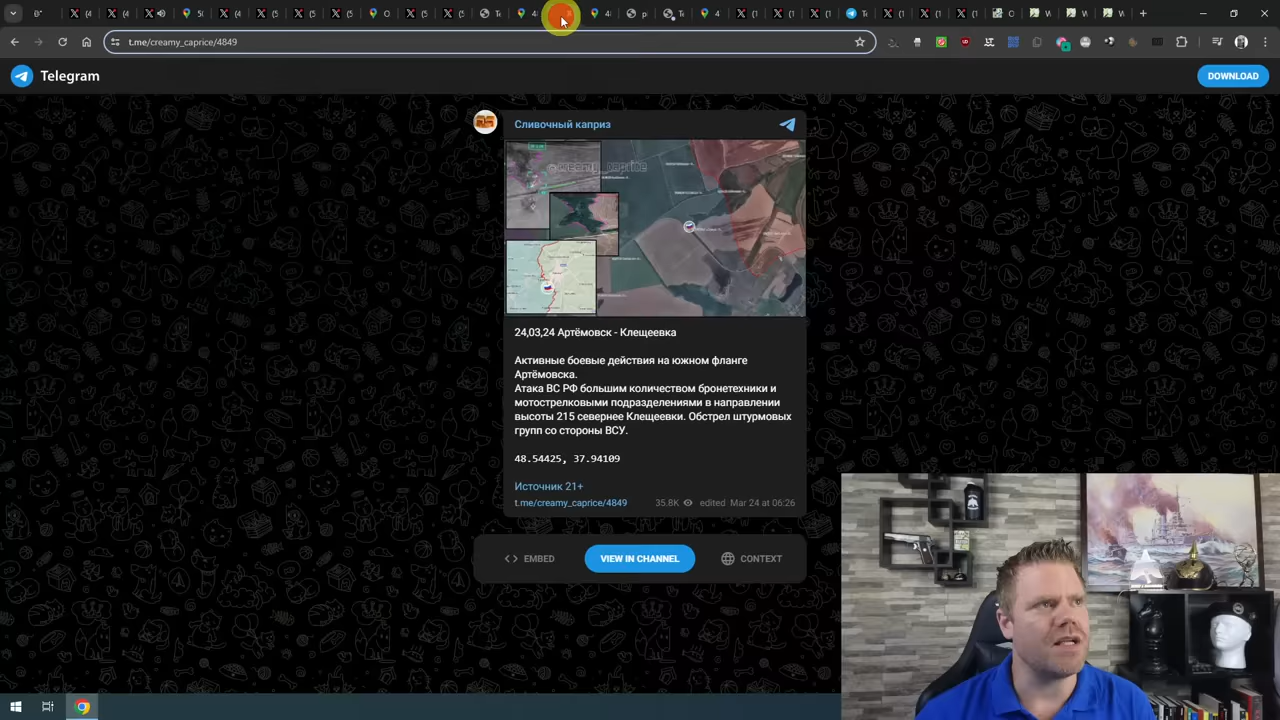 t.me/creamy_caprice/4849
Telegram
DOWNLOAD
Сливочный каприз
creamy_caprice
24,03,24 Артёмовск - Клещеевка
Активные боевые действия на южном фланге
Артёмовска.
Атака ВС РФ большим количеством бронетехники и
мотострелковыми подразделениями в направлении
высоты 215 севернее Клещеевки. Обстрел штурмовых
групп со стороны ВСУ.
48.54425, 37.94109
Источник 21+
t.me/creamy_caprice/4849 35.8K edited Mar 24 at 06:26
EMBED
VIEW IN CHANNEL
CONTEXT